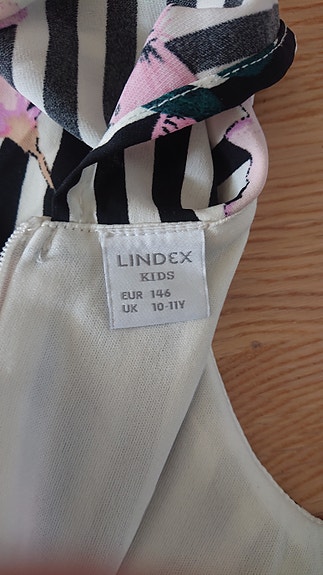 LINDEX
KIDS
EUR 146
UK 10-11Y